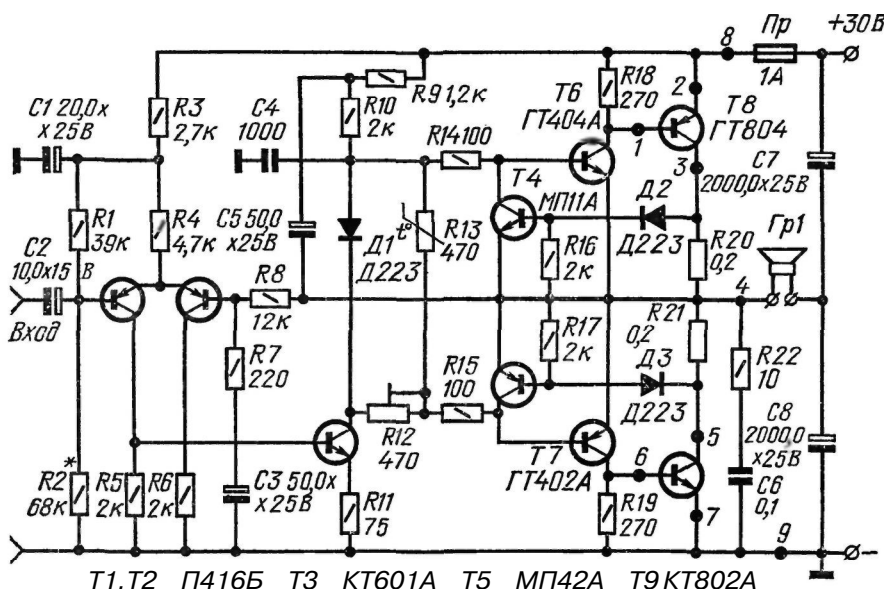 8
Пр
+30В
1А
С1 20,0х
х25В
R3
2,7к
С4
1000
R10
2к
R9 1,2к
R14 100
Т6
ГТ404А
R18
270
2
Т8
ГТ804
1
3
С7
2000,0х25В
R1
39к
R4
4,7к
С5 50,0
х25В
Д1
Д223
t°
R13
470
Т4
МП11А
Д2
Д223
R20
0,2
Гр1
С2
10,0х15 В
Вход
R8
12к
R16
2к
4
R7
220
R17
2к
R21
0,2
R22
10
R15
100
Д3
Д223
R12
470
С8
2000,0
х25В
5
*
R2
68к
R5
2к
R6
2к
С3 50,0х
х25В
R11
75
Т7
ГТ402А
6
С6
0,1
R19
270
7
9
Т1,Т2 П416Б Т3 КТ601А Т5 МП42А Т9 КТ802А